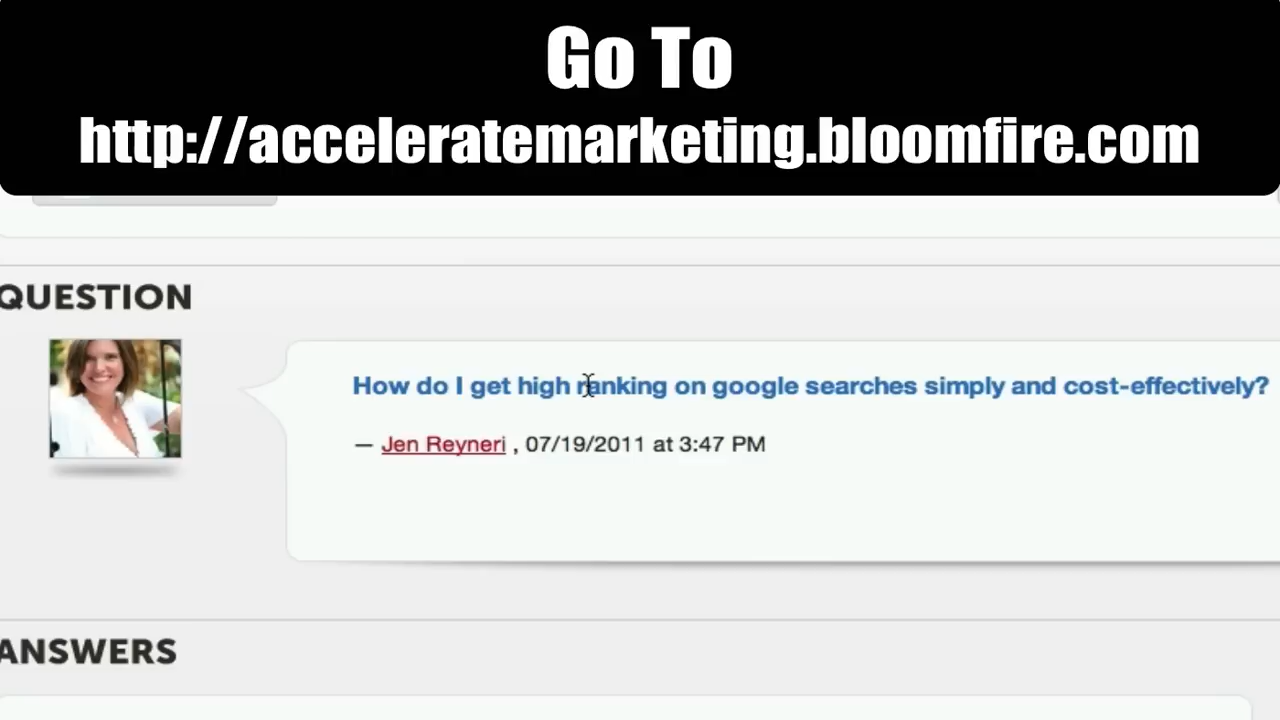 Go To
http://acceleratemarketing.bloomfire.com
QUESTION
How do I get high ranking on google searches simply and cost-effectively?
— Jen Reyneri , 07/19/2011 at 3:47 PM
ANSWERS